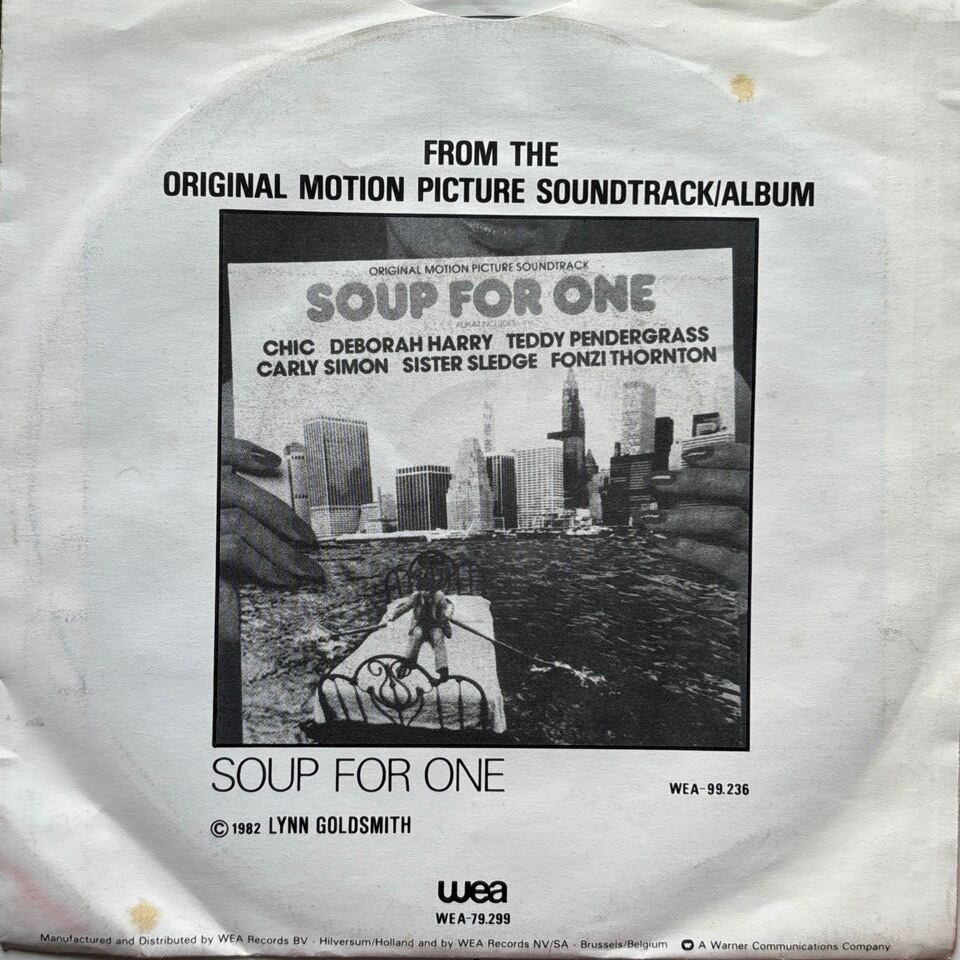 FROM THE
ORIGINAL MOTION PICTURE SOUNDTRACK/ALBUM
ORIGINAL MOTION PICTURE SOUNDTRACK
SOUP FOR ONE
ALBUM INCLUDES
CHIC DEBORAH HARRY TEDDY PENDERGRASS
CARLY SIMON SISTER SLEDGE FONZI THORNTON
SOUP FOR ONE
WEA-99.236
© 1982 LYNN GOLDSMITH
wea
WEA-79.299
Manufactured and Distributed by WEA Records BV - Hilversum/Holland and by WEA Records NV/SA - Brussels/Belgium A Warner Communications Company